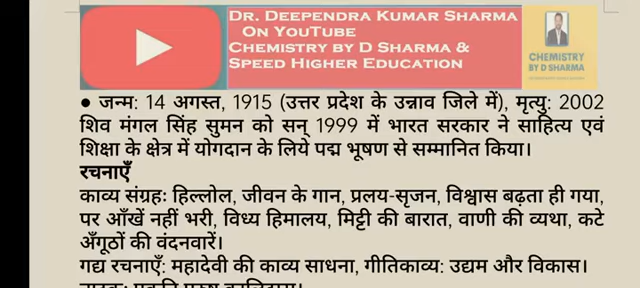 DR. DEEPENDRA KUMAR SHARMA
ON YOUTUBE
CHEMISTRY BY D SHARMA &
SPEED HIGHER EDUCATION
CHEMISTRY
BY D SHARMA
● जन्म: 14 अगस्त, 1915 (उत्तर प्रदेश के उन्नाव जिले में), मृत्यु: 2002
शिव मंगल सिंह सुमन को सन् 1999 में भारत सरकार ने साहित्य एवं
शिक्षा के क्षेत्र में योगदान के लिये पद्म भूषण से सम्मानित किया।
रचनाएँ
काव्य संग्रहः हिल्लोल, जीवन के गान, प्रलय-सृजन, विश्वास बढ़ता ही गया,
पर आँखें नहीं भरी, विध्य हिमालय, मिट्टी की बारात, वाणी की व्यथा, कटे
अँगूठों की वंदनवारें।
गद्य रचनाएँ: महादेवी की काव्य साधना, गीतिकाव्य: उद्यम और विकास।